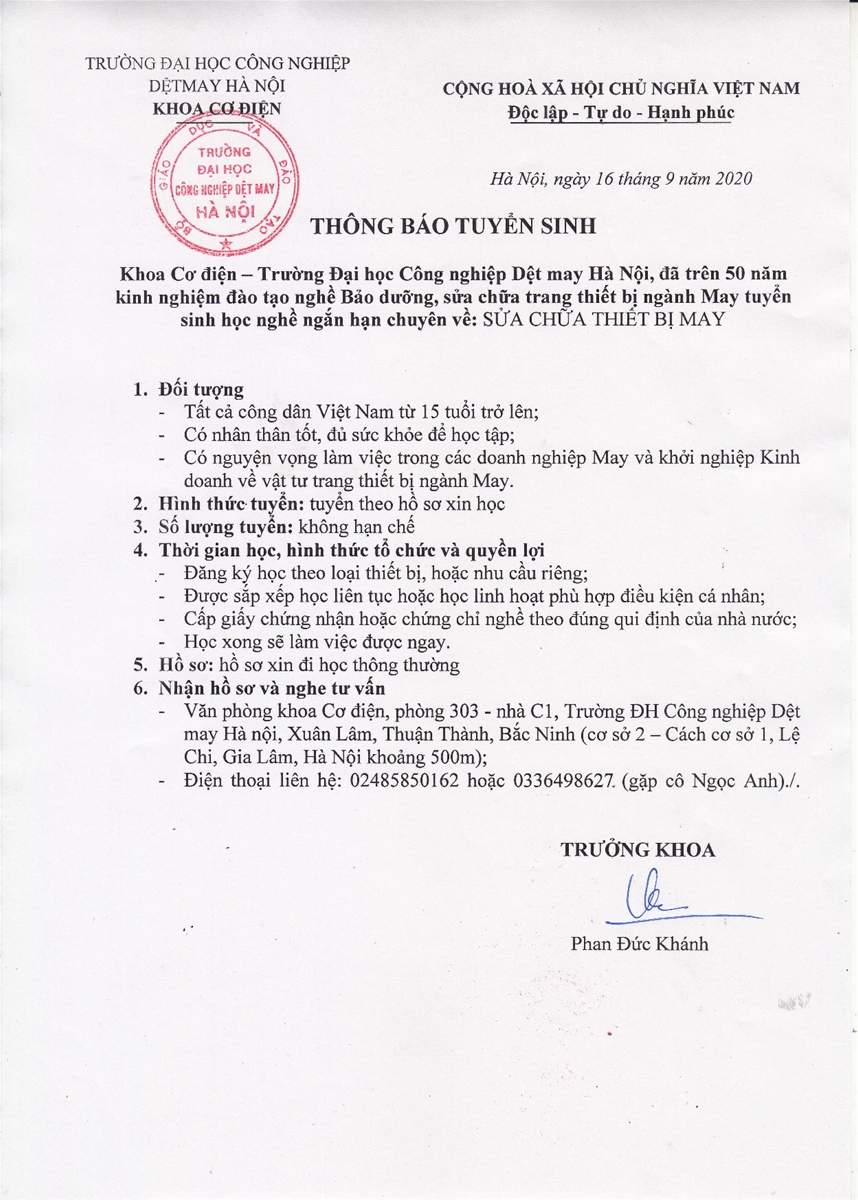 TRƯỜNG ĐẠI HỌC CÔNG NGHIỆP
DỆTMAY HÀ NỘI
KHOA CƠ ĐIỆN
CỘNG HOÀ XÃ HỘI CHỦ NGHĨA VIỆT NAM
Độc lập - Tự do - Hạnh phúc
BỘ GIÁO DỤC VÀ ĐÀO TẠO
TRƯỜNG
ĐẠI HỌC
CÔNG NGHIỆP DỆT MAY
HÀ NỘI
Hà Nội, ngày 16 tháng 9 năm 2020
THÔNG BÁO TUYỂN SINH
Khoa Cơ điện – Trường Đại học Công nghiệp Dệt may Hà Nội, đã trên 50 năm
kinh nghiệm đào tạo nghề Bảo dưỡng, sửa chữa trang thiết bị ngành May tuyển
sinh học nghề ngắn hạn chuyên về: SỬA CHỮA THIẾT BỊ MAY
1. Đối tượng
- Tất cả công dân Việt Nam từ 15 tuổi trở lên;
- Có nhân thân tốt, đủ sức khỏe để học tập;
- Có nguyện vọng làm việc trong các doanh nghiệp May và khởi nghiệp Kinh
doanh về vật tư trang thiết bị ngành May.
2. Hình thức tuyển: tuyển theo hồ sơ xin học
3. Số lượng tuyển: không hạn chế
4. Thời gian học, hình thức tổ chức và quyền lợi
- Đăng ký học theo loại thiết bị, hoặc nhu cầu riêng;
- Được sắp xếp học liên tục hoặc học linh hoạt phù hợp điều kiện cá nhân;
- Cấp giấy chứng nhận hoặc chứng chỉ nghề theo đúng qui định của nhà nước;
- Học xong sẽ làm việc được ngay.
5. Hồ sơ: hồ sơ xin đi học thông thường
6. Nhận hồ sơ và nghe tư vấn
- Văn phòng khoa Cơ điện, phòng 303 - nhà C1, Trường ĐH Công nghiệp Dệt
may Hà nội, Xuân Lâm, Thuận Thành, Bắc Ninh (cơ sở 2 – Cách cơ sở 1, Lệ
Chi, Gia Lâm, Hà Nội khoảng 500m);
- Điện thoại liên hệ: 02485850162 hoặc 0336498627. (gặp cô Ngọc Anh)./.
TRƯỞNG KHOA
Phan Đức Khánh